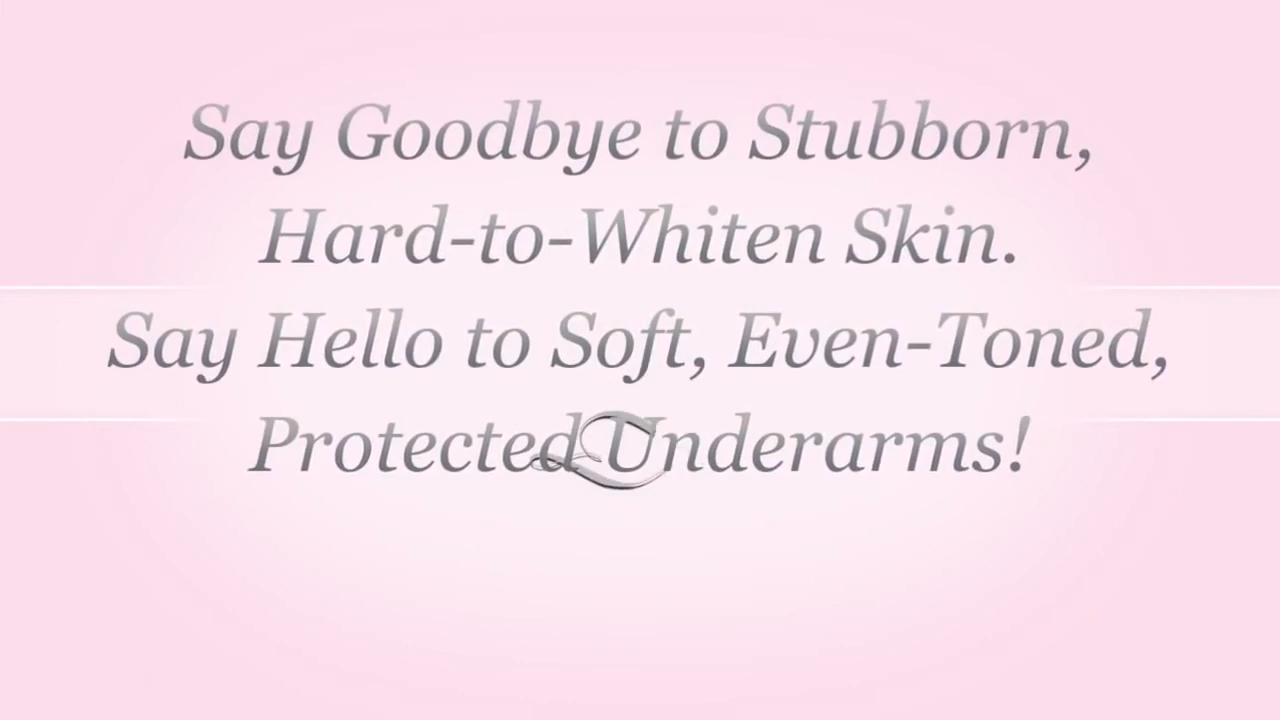 Say Goodbye to Stubborn,
Hard-to-Whiten Skin.
Say Hello to Soft, Even-Toned,
Protected Underarms!